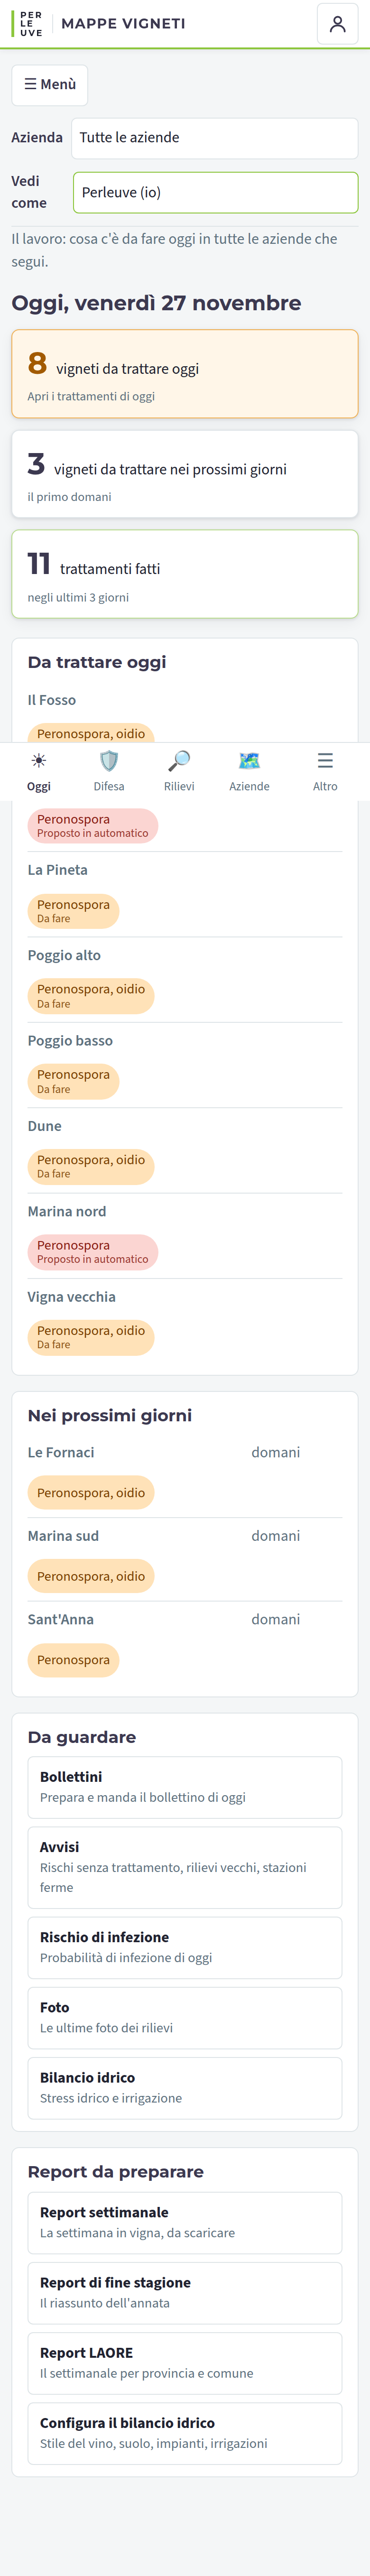 PER
LE
UVE
MAPPE VIGNETI
☰ Menù
Azienda
Tutte le aziende
Vedi
come
Perleuve (io)
Il lavoro: cosa c'è da fare oggi in tutte le aziende che
segui.
Oggi, venerdì 27 novembre
8 vigneti da trattare oggi
Apri i trattamenti di oggi
3 vigneti da trattare nei prossimi giorni
il primo domani
11 trattamenti fatti
negli ultimi 3 giorni
Da trattare oggi
Il Fosso
Peronospora, oidio
Oggi
Difesa
Rilievi
Aziende
Altro
Peronospora
Proposto in automatico
La Pineta
Peronospora
Da fare
Poggio alto
Peronospora, oidio
Da fare
Poggio basso
Peronospora
Da fare
Dune
Peronospora, oidio
Da fare
Marina nord
Peronospora
Proposto in automatico
Vigna vecchia
Peronospora, oidio
Da fare
Nei prossimi giorni
Le Fornaci domani
Peronospora, oidio
Marina sud domani
Peronospora, oidio
Sant'Anna domani
Peronospora
Da guardare
Bollettini
Prepara e manda il bollettino di oggi
Avvisi
Rischi senza trattamento, rilievi vecchi, stazioni
ferme
Rischio di infezione
Probabilità di infezione di oggi
Foto
Le ultime foto dei rilievi
Bilancio idrico
Stress idrico e irrigazione
Report da preparare
Report settimanale
La settimana in vigna, da scaricare
Report di fine stagione
Il riassunto dell'annata
Report LAORE
Il settimanale per provincia e comune
Configura il bilancio idrico
Stile del vino, suolo, impianti, irrigazioni